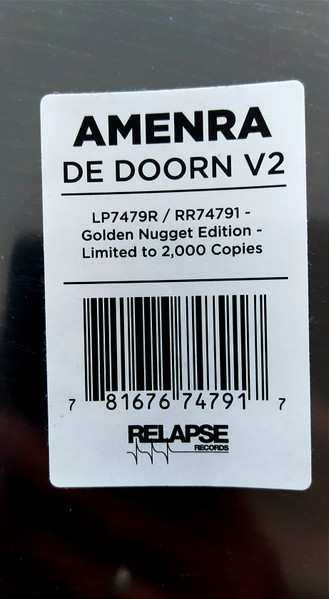 AMENRA
DE DOORN V2
LP7479R / RR74791 -
Golden Nugget Edition -
Limited to 2,000 Copies
7 81676 74791 7
RELAPSE
RECORDS